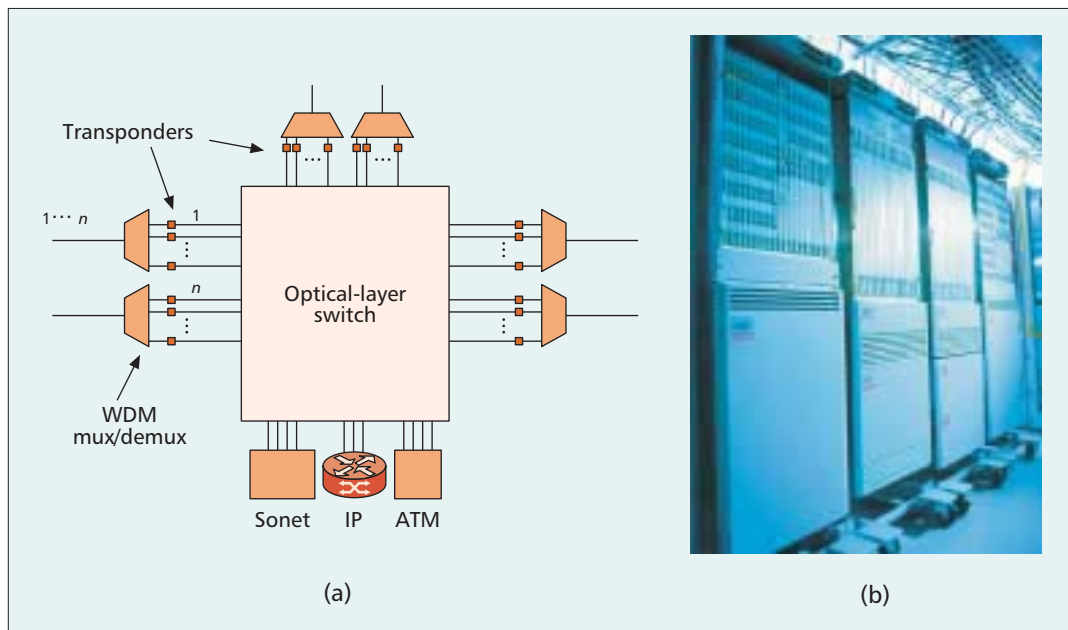 Transponders
1 ··· n
1
n
Optical-layer
switch
WDM
mux/demux
Sonet
IP
ATM
(a)
(b)